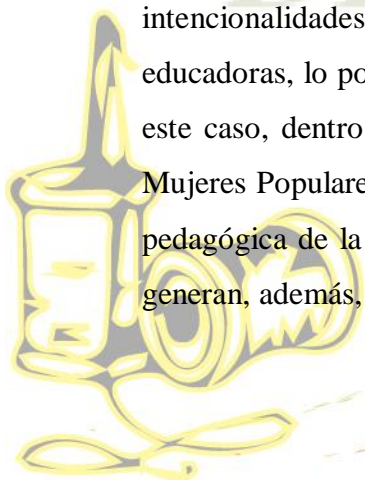 intencionalidades
educadoras, lo po
este caso, dentro
Mujeres Populare
pedagógica de la
generan, además,